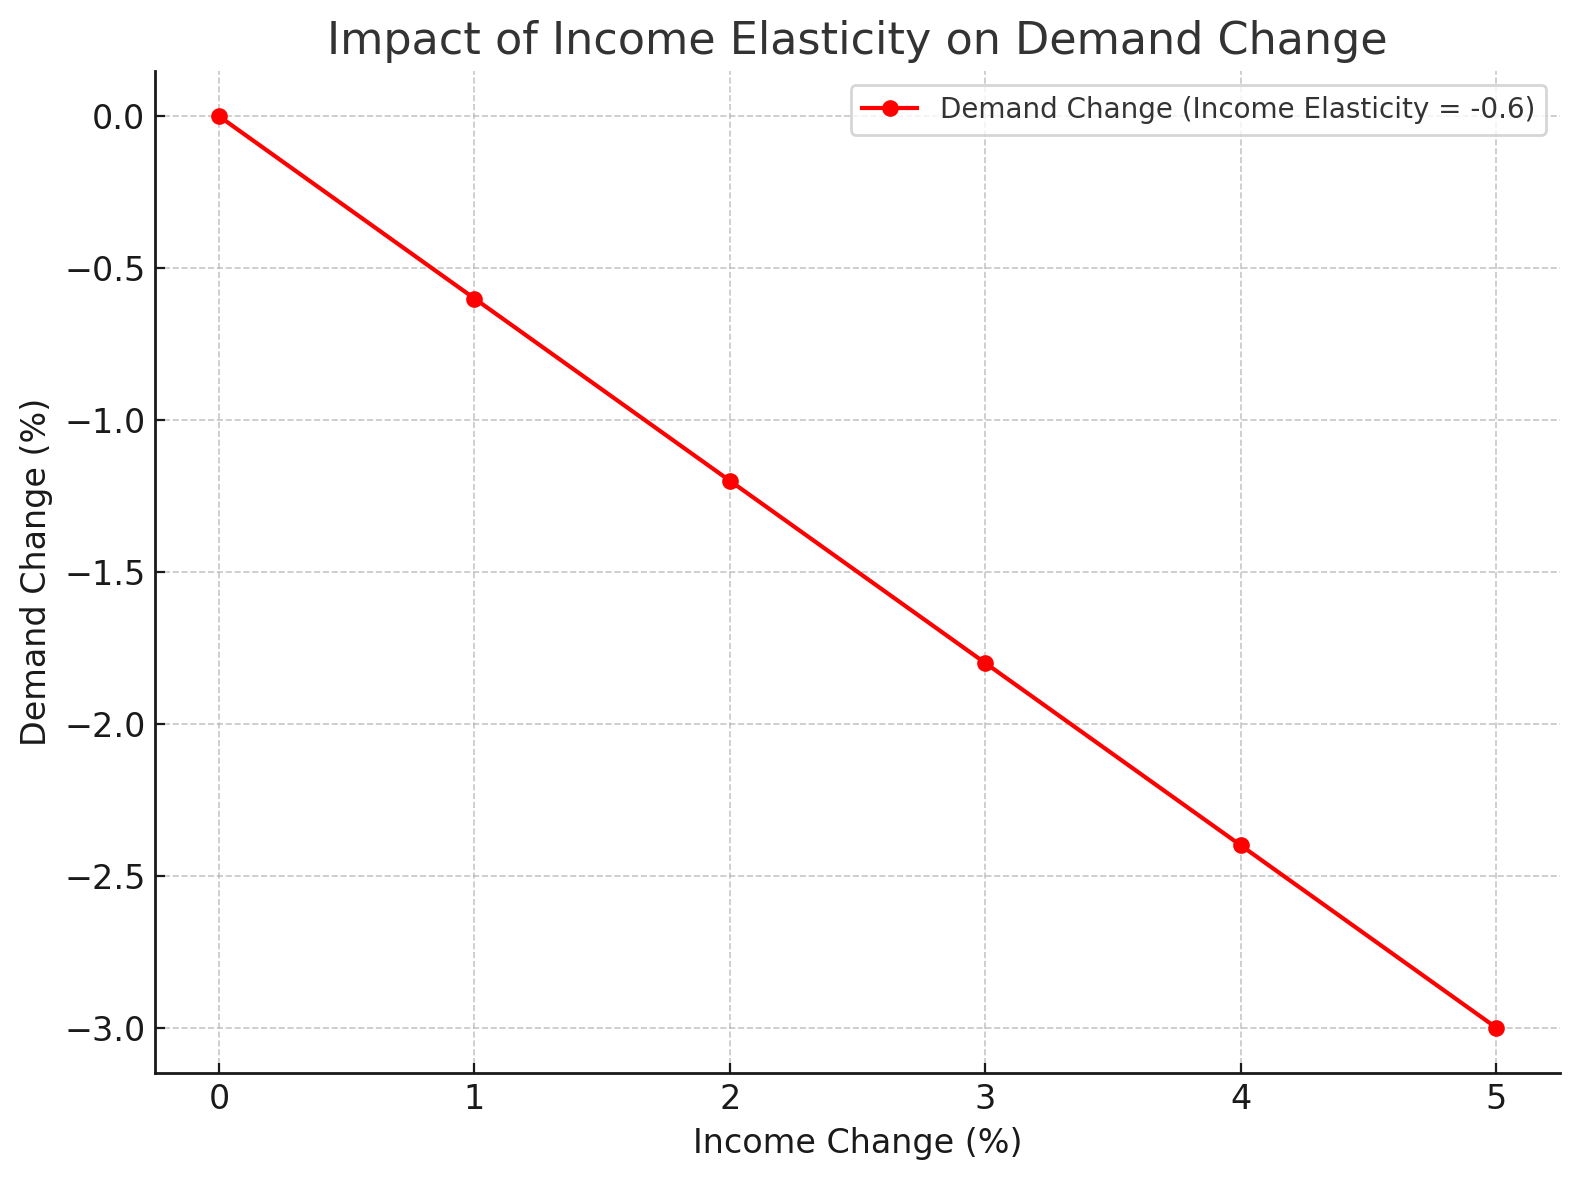 Impact of Income Elasticity on Demand Change
Demand Change (Income Elasticity = -0.6)
Demand Change (%)
0.0
−0.5
−1.0
−1.5
−2.0
−2.5
−3.0
0 1 2 3 4 5
Income Change (%)